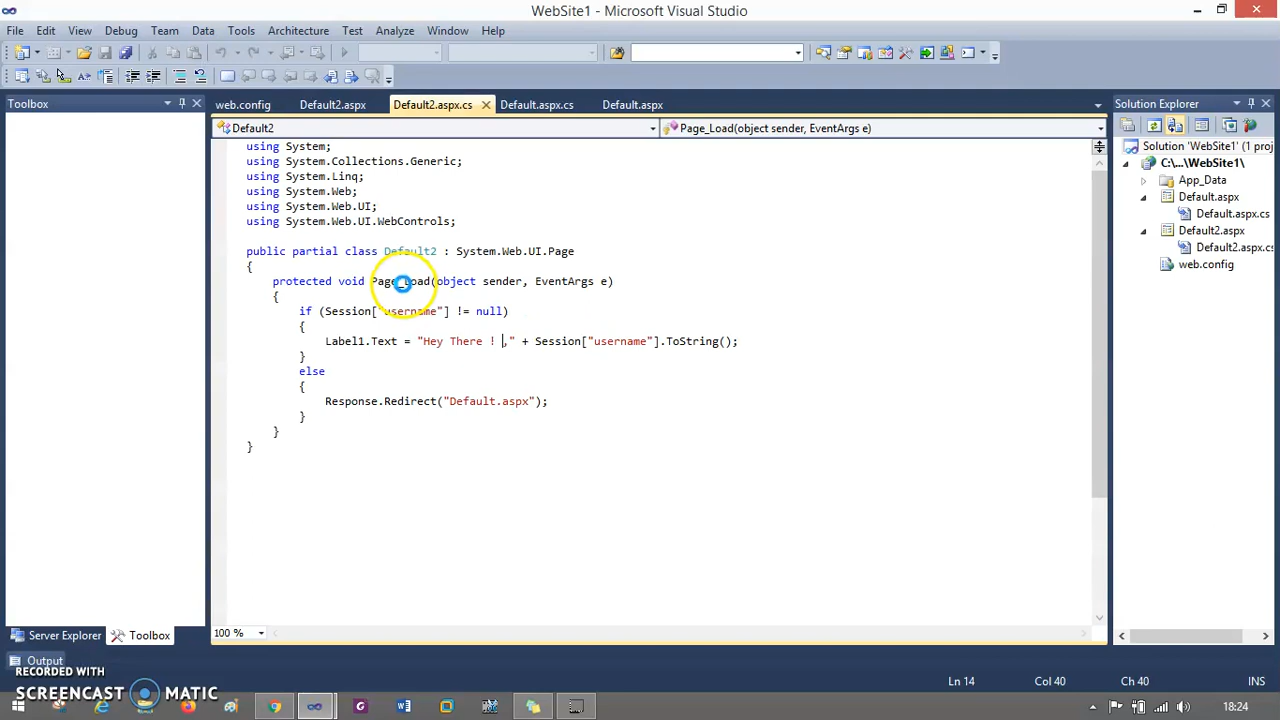 WebSite1 - Microsoft Visual Studio
File Edit View Debug Team Data Tools Architecture Test Analyze Window Help
Toolbox
web.config Default2.aspx Default2.aspx.cs Default.aspx.cs Default.aspx
Solution Explorer
Default2 Page_Load(object sender, EventArgs e)
using System;
using System.Collections.Generic;
using System.Linq;
using System.Web;
using System.Web.UI;
using System.Web.UI.WebControls;
public partial class Default2 : System.Web.UI.Page
{
protected void Page_Load(object sender, EventArgs e)
{
if (Session["username"] != null)
{
Label1.Text = "Hey There ! ," + Session["username"].ToString();
}
else
{
Response.Redirect("Default.aspx");
}
}
}
Solution 'WebSite1' (1 proj
C:\...\WebSite1\
App_Data
Default.aspx
Default.aspx.cs
Default2.aspx
Default2.aspx.cs
web.config
100 %
Server Explorer Toolbox
Output
RECORDED WITH
SCREENCAST MATIC
Ln 14 Col 40 Ch 40 INS
18:24